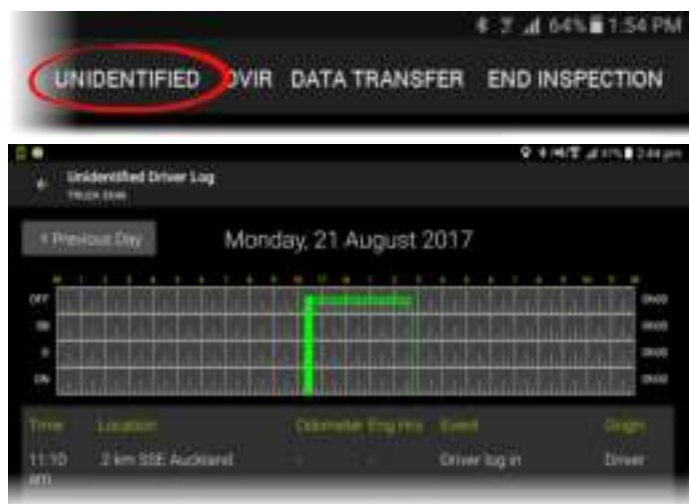 64% 1:54 PM
UNIDENTIFIED DVIR DATA TRANSFER END INSPECTION
Unidentified Driver Log
< Previous Day Monday, 21 August 2017
OFF
SB
D
ON
Time Location Odometer Eng Hrs Event Origin
11:10 am 2 km SSE Auckland - - Driver log in Driver